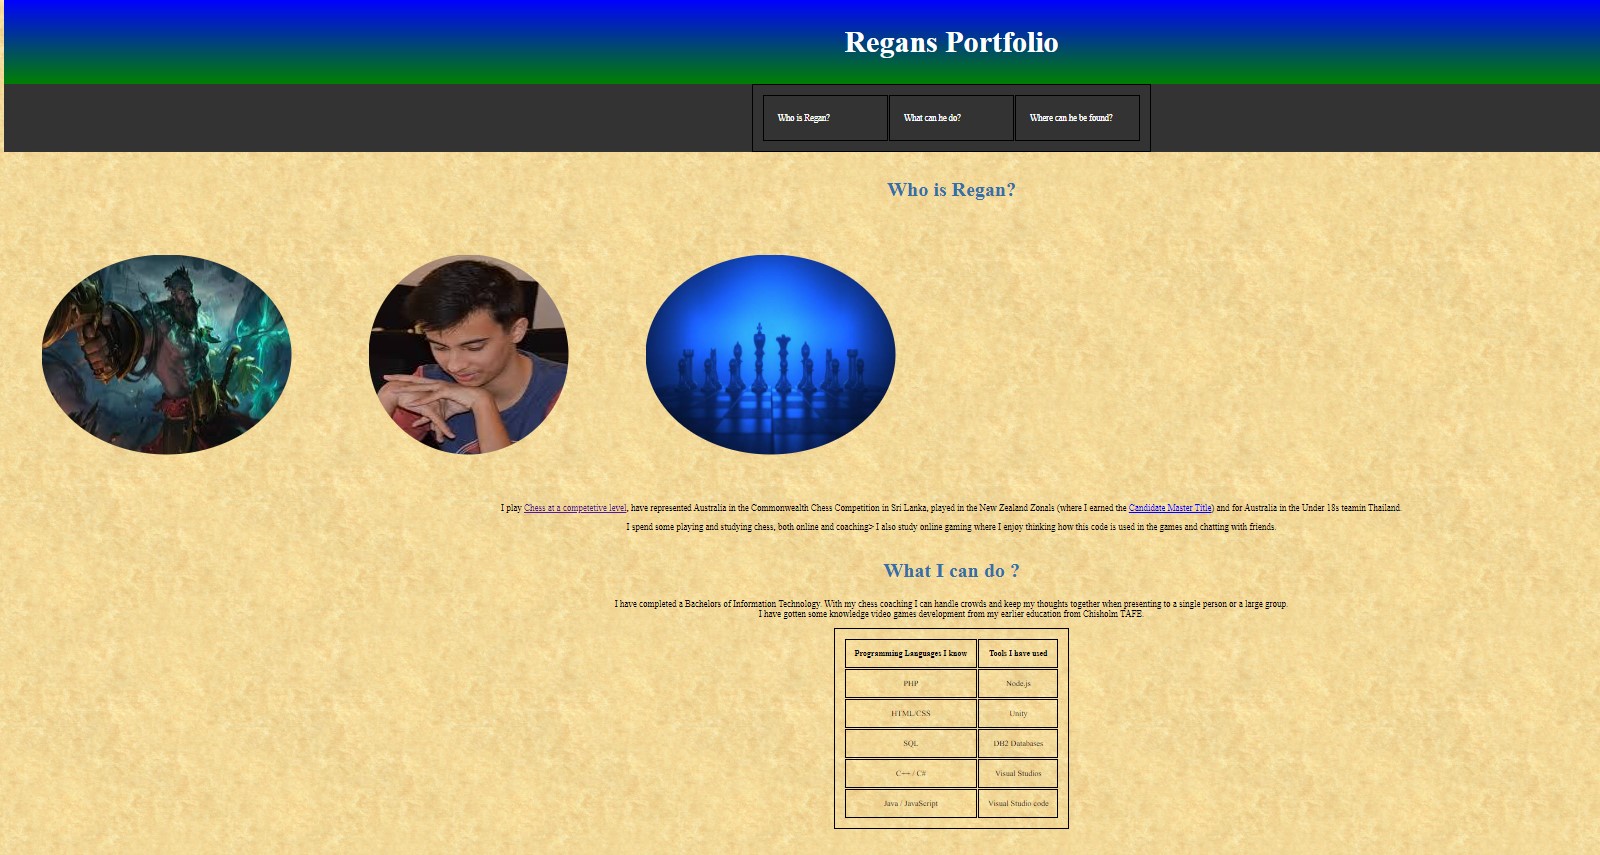 Regans Portfolio
Who is Regan? What can he do? Where can he be found?
Who is Regan?
I play Chess at a competetive level, have represented Australia in the Commonwealth Chess Competition in Sri Lanka, played in the New Zealand Zonals (where I earned the Candidate Master Title) and for Australia in the Under 18s teamin Thailand.
I spend some playing and studying chess, both online and coaching> I also study online gaming where I enjoy thinking how this code is used in the games and chatting with friends.
What I can do ?
I have completed a Bachelors of Information Technology. With my chess coaching I can handle crowds and keep my thoughts together when presenting to a single person or a large group.
I have gotten some knowledge video games development from my earlier education from Chisholm TAFE.
Programming Languages I know Tools I have used
PHP Node.js
HTML/CSS Unity
SQL DB2 Databases
C++ / C# Visual Studios
Java / JavaScript Visual Studio code